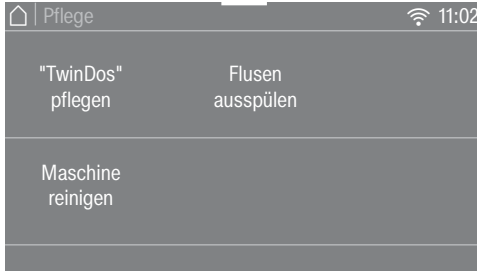 Pflege 11:02
"TwinDos" Flusen
pflegen ausspülen
Maschine
reinigen